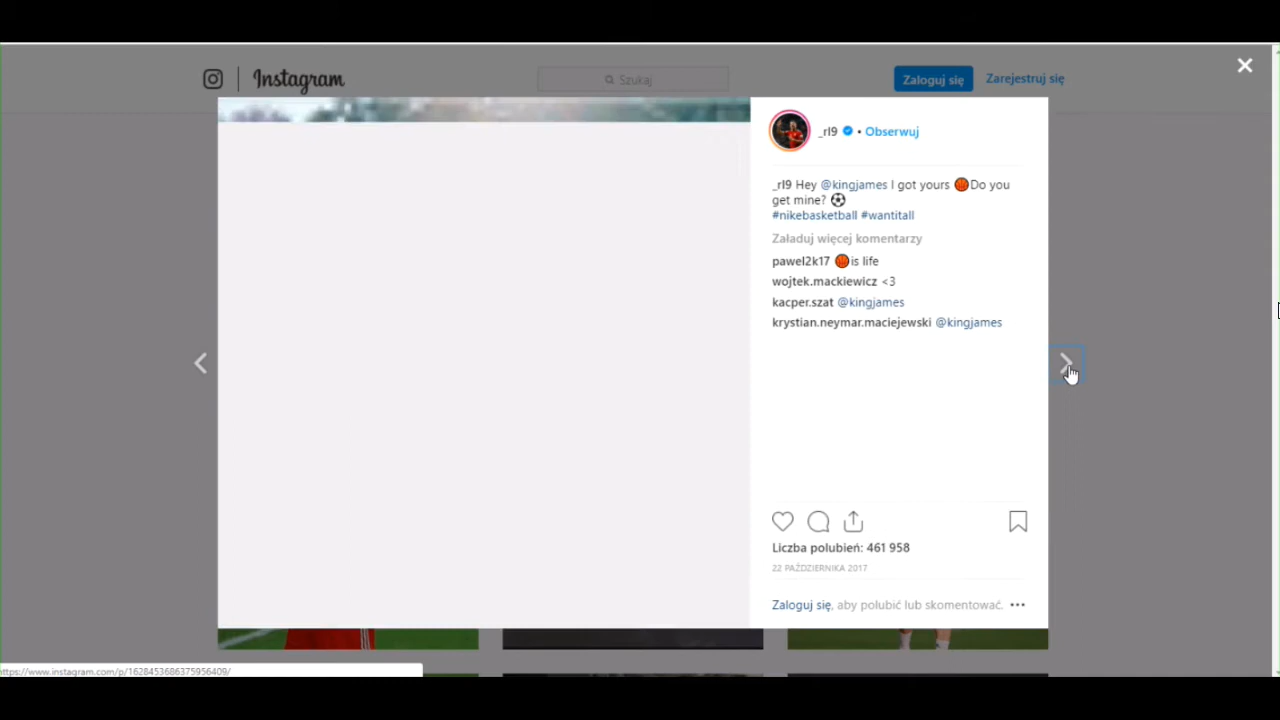 Instagram
Szukaj
Zaloguj się
Zarejestruj się
_rl9 • Obserwuj
_rl9 Hey @kingjames I got yours 🏀Do you
get mine? ⚽
#nikebasketball #wantitall
Załaduj więcej komentarzy
pawel2k17 🏀is life
wojtek.mackiewicz <3
kacper.szat @kingjames
krystian.neymar.maciejewski @kingjames
Liczba polubień: 461 958
22 PAŹDZIERNIKA 2017
Zaloguj się, aby polubić lub skomentować.
https://www.instagram.com/p/1628453686375956409/